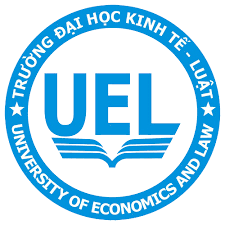 TRƯỜNG ĐẠI HỌC KINH TẾ - LUẬT
UEL
UNIVERSITY OF ECONOMICS AND LAW